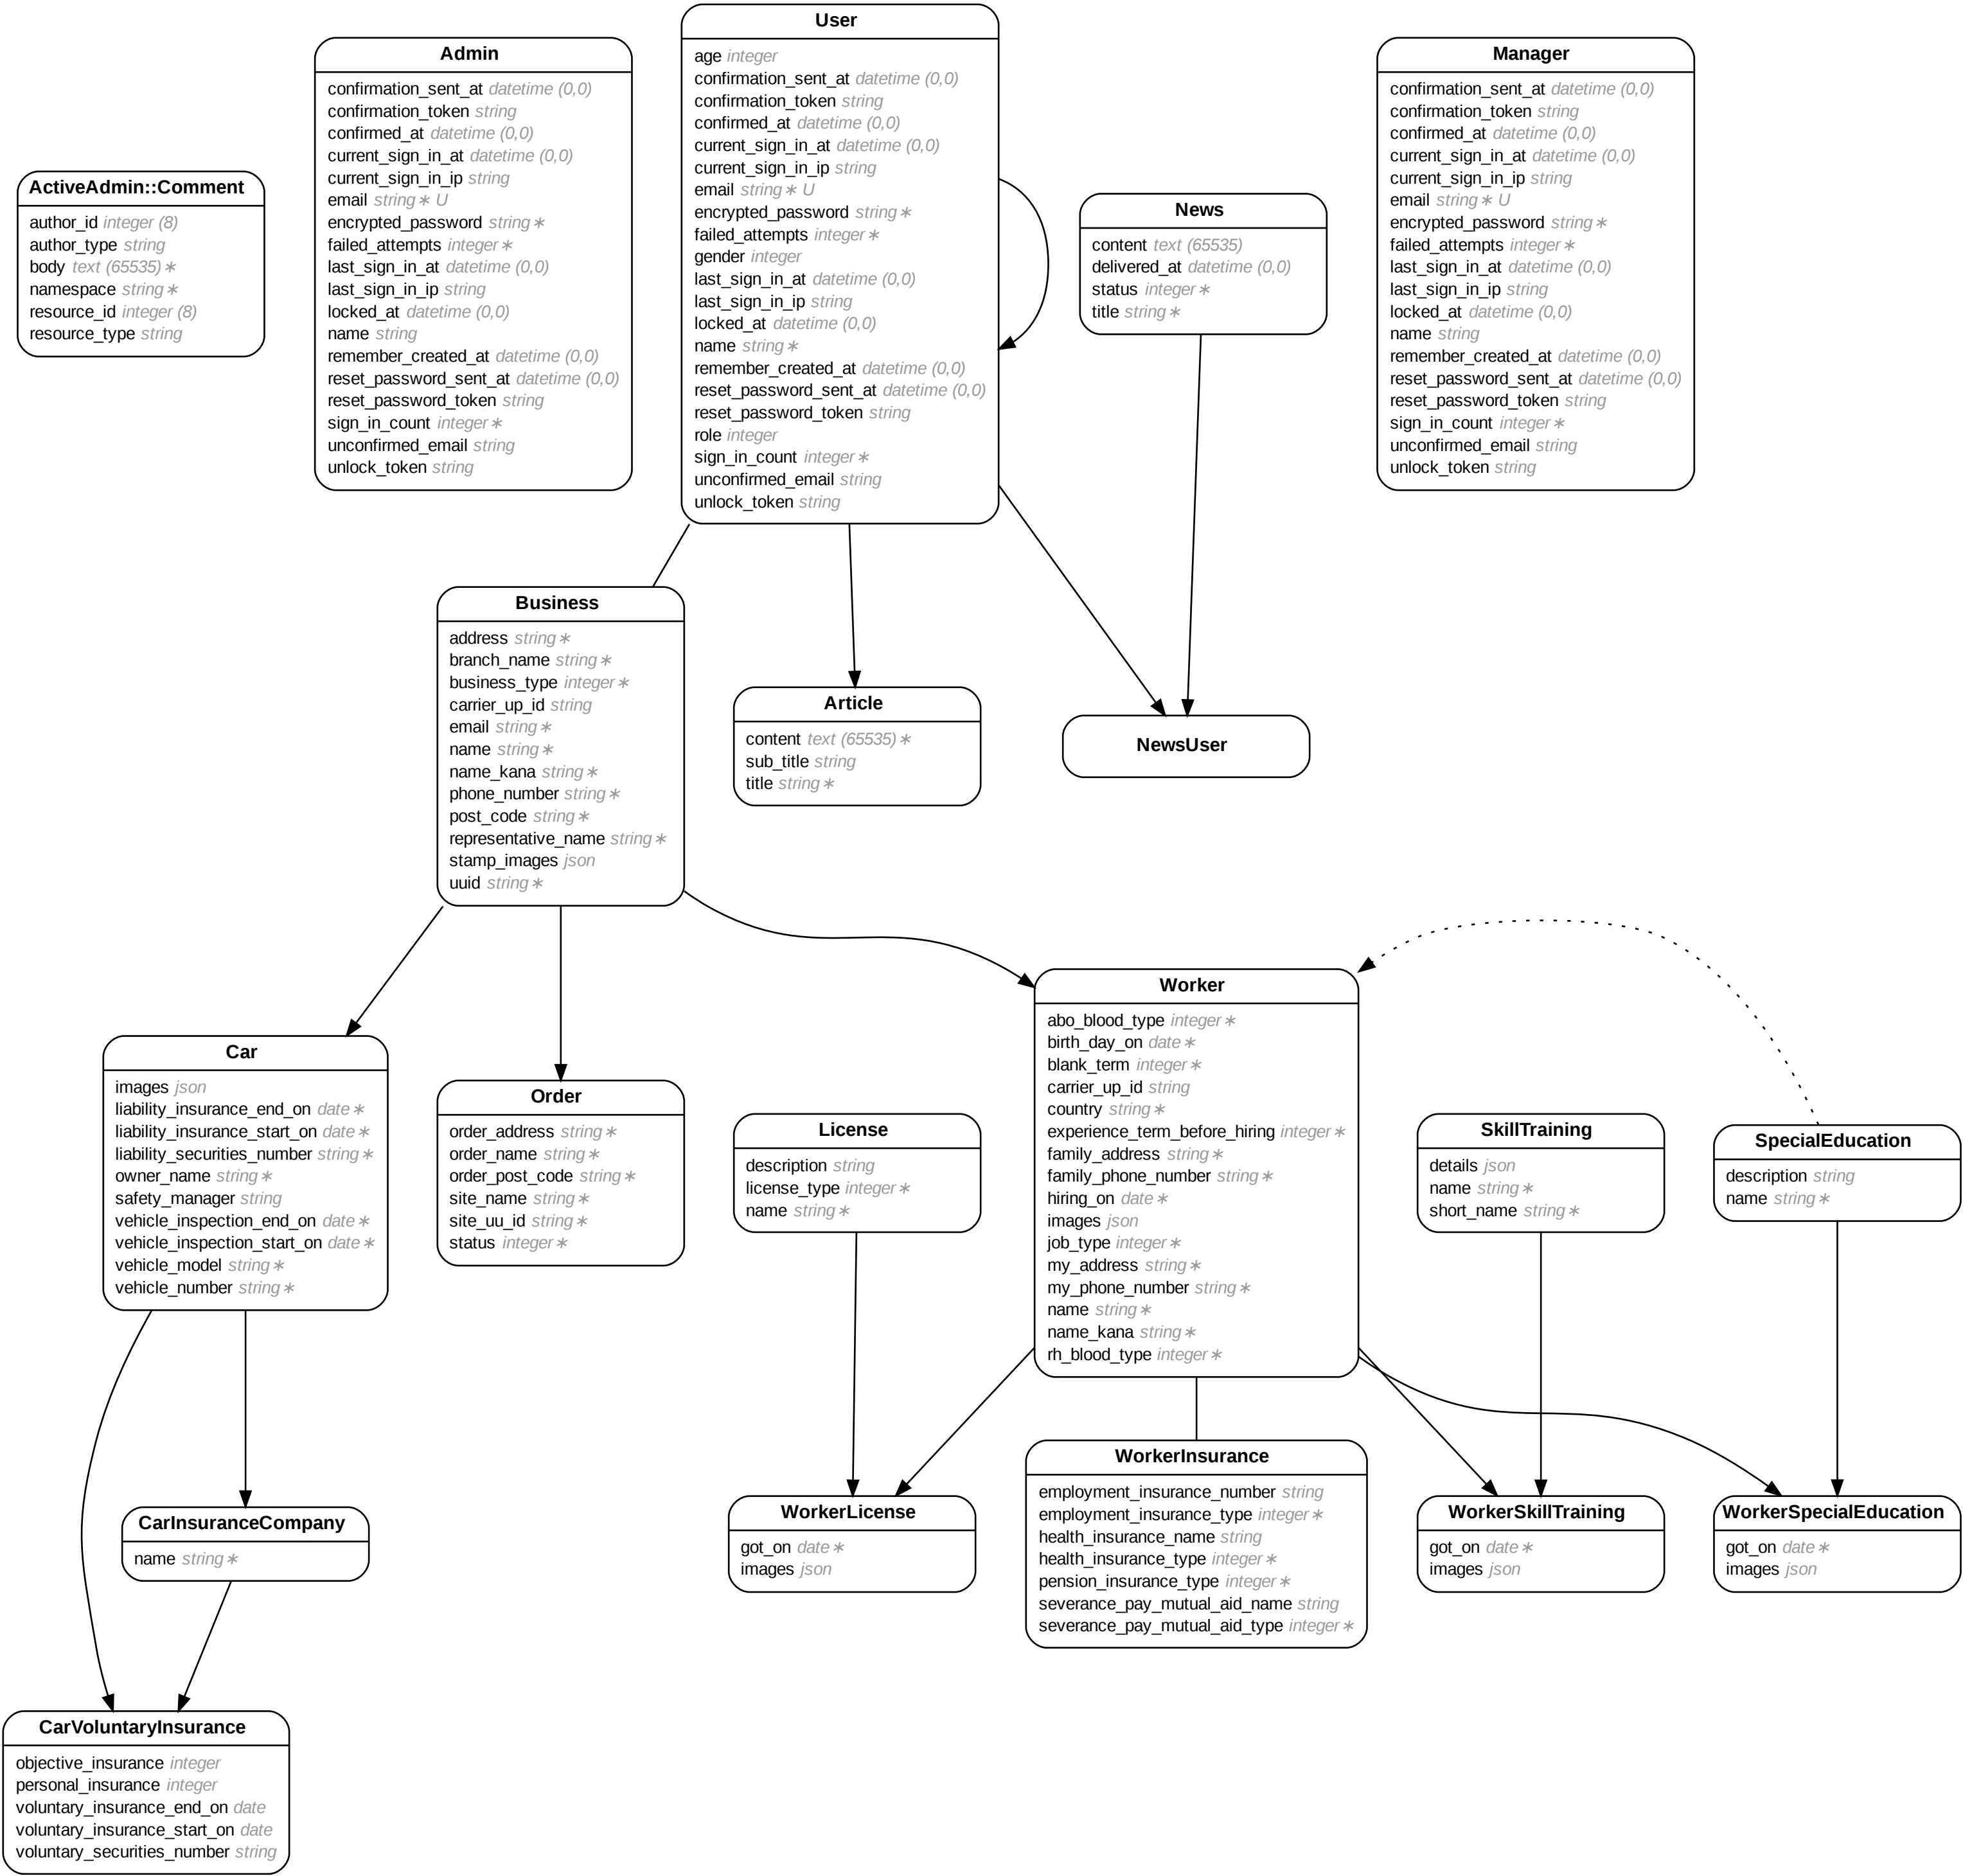 User
age integer
confirmation_sent_at datetime (0,0)
confirmation_token string
confirmed_at datetime (0,0)
current_sign_in_at datetime (0,0)
current_sign_in_ip string
email string∗ U
encrypted_password string∗
failed_attempts integer∗
gender integer
last_sign_in_at datetime (0,0)
last_sign_in_ip string
locked_at datetime (0,0)
name string∗
remember_created_at datetime (0,0)
reset_password_sent_at datetime (0,0)
reset_password_token string
role integer
sign_in_count integer∗
unconfirmed_email string
unlock_token string
Admin
confirmation_sent_at datetime (0,0)
confirmation_token string
confirmed_at datetime (0,0)
current_sign_in_at datetime (0,0)
current_sign_in_ip string
email string∗ U
encrypted_password string∗
failed_attempts integer∗
last_sign_in_at datetime (0,0)
last_sign_in_ip string
locked_at datetime (0,0)
name string
remember_created_at datetime (0,0)
reset_password_sent_at datetime (0,0)
reset_password_token string
sign_in_count integer∗
unconfirmed_email string
unlock_token string
Manager
confirmation_sent_at datetime (0,0)
confirmation_token string
confirmed_at datetime (0,0)
current_sign_in_at datetime (0,0)
current_sign_in_ip string
email string∗ U
encrypted_password string∗
failed_attempts integer∗
last_sign_in_at datetime (0,0)
last_sign_in_ip string
locked_at datetime (0,0)
name string
remember_created_at datetime (0,0)
reset_password_sent_at datetime (0,0)
reset_password_token string
sign_in_count integer∗
unconfirmed_email string
unlock_token string
ActiveAdmin::Comment
author_id integer (8)
author_type string
body text (65535)∗
namespace string∗
resource_id integer (8)
resource_type string
News
content text (65535)
delivered_at datetime (0,0)
status integer∗
title string∗
Business
address string∗
branch_name string∗
business_type integer∗
carrier_up_id string
email string∗
name string∗
name_kana string∗
phone_number string∗
post_code string∗
representative_name string∗
stamp_images json
uuid string∗
Article
content text (65535)∗
sub_title string
title string∗
NewsUser
Worker
abo_blood_type integer∗
birth_day_on date∗
blank_term integer∗
carrier_up_id string
country string∗
experience_term_before_hiring integer∗
family_address string∗
family_phone_number string∗
hiring_on date∗
images json
job_type integer∗
my_address string∗
my_phone_number string∗
name string∗
name_kana string∗
rh_blood_type integer∗
Car
images json
liability_insurance_end_on date∗
liability_insurance_start_on date∗
liability_securities_number string∗
owner_name string∗
safety_manager string
vehicle_inspection_end_on date∗
vehicle_inspection_start_on date∗
vehicle_model string∗
vehicle_number string∗
Order
order_address string∗
order_name string∗
order_post_code string∗
site_name string∗
site_uu_id string∗
status integer∗
License
description string
license_type integer∗
name string∗
SkillTraining
details json
name string∗
short_name string∗
SpecialEducation
description string
name string∗
WorkerInsurance
employment_insurance_number string
employment_insurance_type integer∗
health_insurance_name string
health_insurance_type integer∗
pension_insurance_type integer∗
severance_pay_mutual_aid_name string
severance_pay_mutual_aid_type integer∗
CarInsuranceCompany
name string∗
WorkerLicense
got_on date∗
images json
WorkerSkillTraining
got_on date∗
images json
WorkerSpecialEducation
got_on date∗
images json
CarVoluntaryInsurance
objective_insurance integer
personal_insurance integer
voluntary_insurance_end_on date
voluntary_insurance_start_on date
voluntary_securities_number string